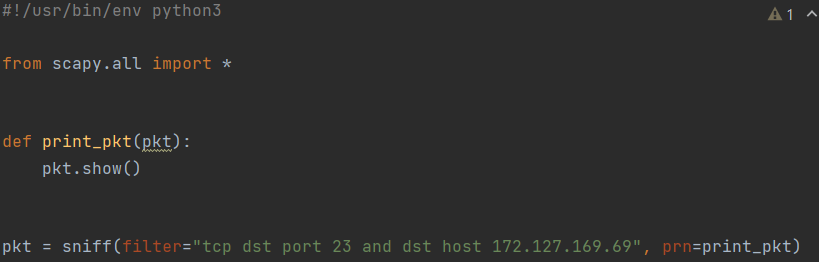 #!/usr/bin/env python3
1
from scapy.all import *
def print_pkt(pkt):
    pkt.show()
pkt = sniff(filter="tcp dst port 23 and dst host 172.127.169.69", prn=print_pkt)